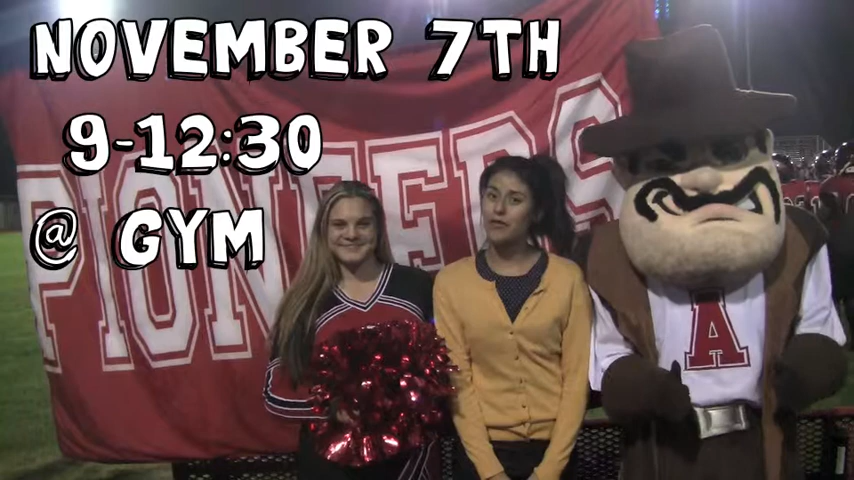 NOVEMBER 7TH
9-12:30
@ GYM
PIONEERS
A